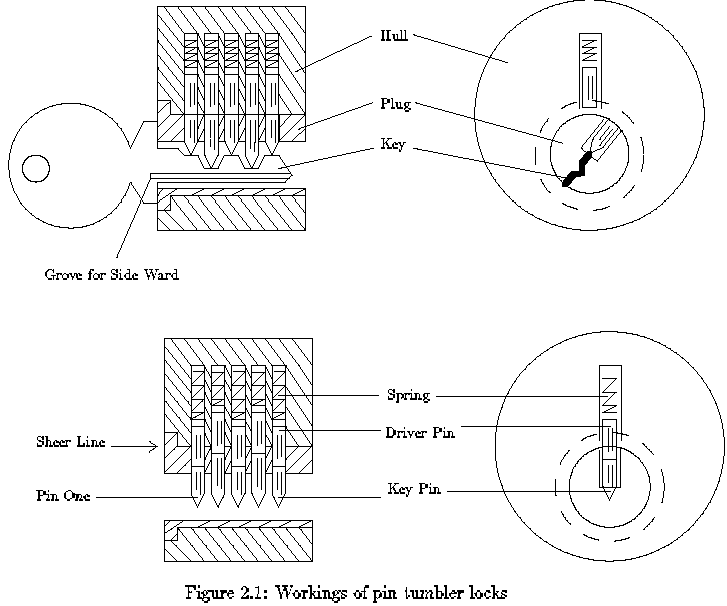 Hull
Plug
Key
Grove for Side Ward
Spring
Driver Pin
Sheer Line
Key Pin
Pin One
Figure 2.1: Workings of pin tumbler locks